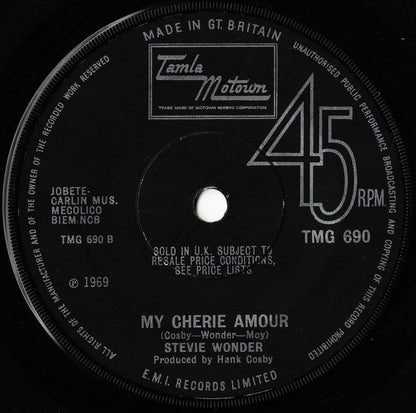 MADE IN GT. BRITAIN
UNAUTHORISED PUBLIC PERFORMANCE BROADCASTING AND COPYING OF THIS RECORD PROHIBITED
ALL RIGHTS OF THE MANUFACTURER AND OF THE OWNER OF THE RECORDED WORK RESERVED
Tamla
Motown
TRADE MARK OF MOTOWN RECORD CORPORATION
45
R.P.M.
JOBETE-
CARLIN MUS.
MECOLICO
BIEM.NCB
TMG 690 B
TMG 690
SOLD IN U.K. SUBJECT TO
RESALE PRICE CONDITIONS,
SEE PRICE LISTS
℗ 1969
MY CHERIE AMOUR
(Cosby—Wonder—Moy)
STEVIE WONDER
Produced by Hank Cosby
E.M.I. RECORDS LIMITED